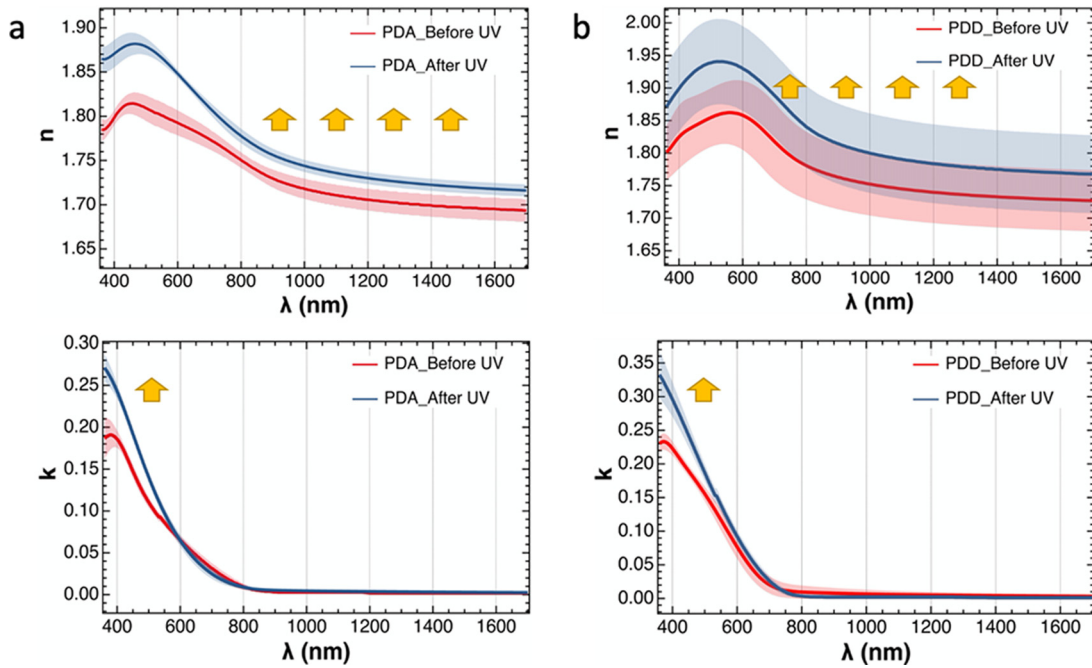 a
1.90
1.85
1.80
1.75
1.70
1.65
n
PDA_Before UV
PDA_After UV
400 600 800 1000 1200 1400 1600
λ (nm)
b
2.00
1.95
1.90
1.85
1.80
1.75
1.70
1.65
n
PDD_Before UV
PDD_After UV
400 600 800 1000 1200 1400 1600
λ (nm)
0.30
0.25
0.20
0.15
0.10
0.05
0.00
k
PDA_Before UV
PDA_After UV
400 600 800 1000 1200 1400 1600
λ (nm)
0.35
0.30
0.25
0.20
0.15
0.10
0.05
0.00
k
PDD_Before UV
PDD_After UV
400 600 800 1000 1200 1400 1600
λ (nm)